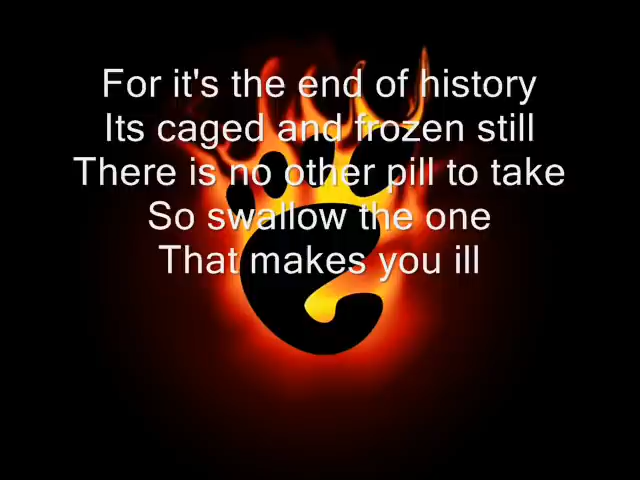 For it's the end of history
Its caged and frozen still
There is no other pill to take
So swallow the one
That makes you ill